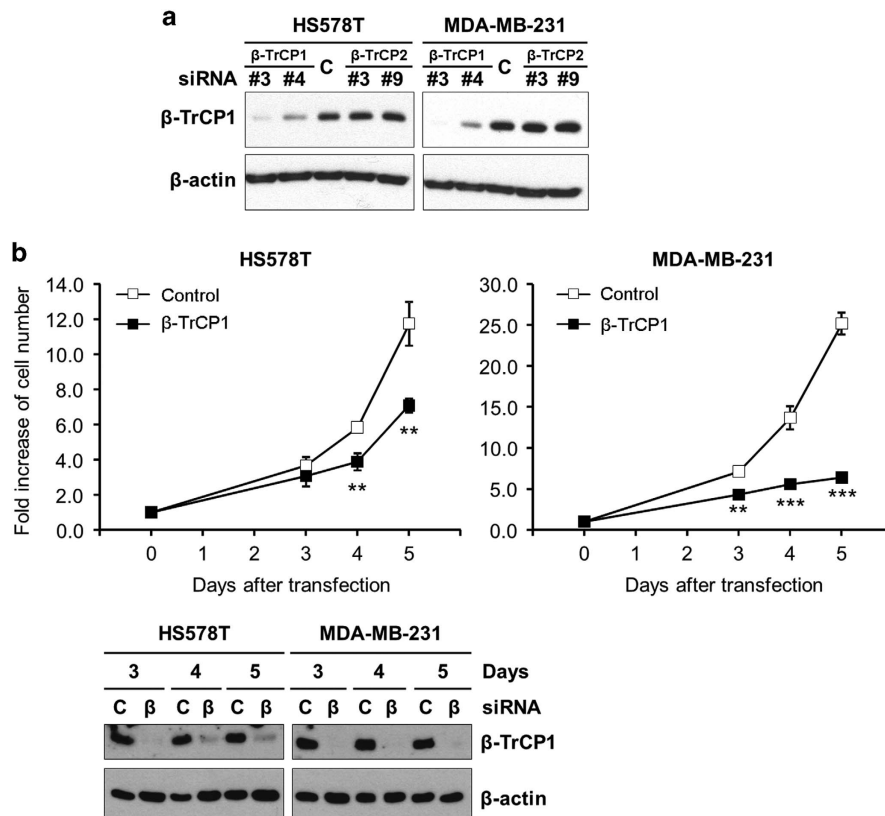 a
HS578T MDA-MB-231
β-TrCP1 C β-TrCP2 β-TrCP1 C β-TrCP2
siRNA #3 #4 #3 #9 #3 #4 #3 #9
β-TrCP1
β-actin
b
HS578T
Fold increase of cell number
14.0
12.0
10.0
8.0
6.0
4.0
2.0
0.0
Control
β-TrCP1
**
**
0 1 2 3 4 5
Days after transfection
MDA-MB-231
30.0
25.0
20.0
15.0
10.0
5.0
0.0
Control
β-TrCP1
** *** ***
0 1 2 3 4 5
Days after transfection
HS578T MDA-MB-231
3 4 5 3 4 5 Days
C β C β C β C β C β C β siRNA
β-TrCP1
β-actin